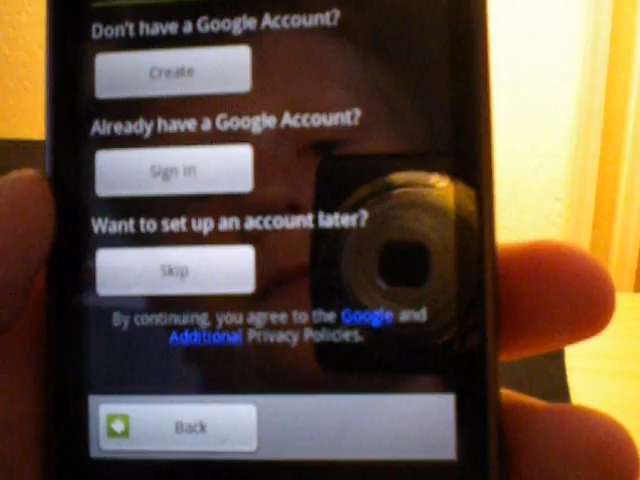 Don't have a Google Account?
Create
Already have a Google Account?
Sign in
Want to set up an account later?
Skip
By continuing, you agree to the Google and
Additional Privacy Policies.
Back